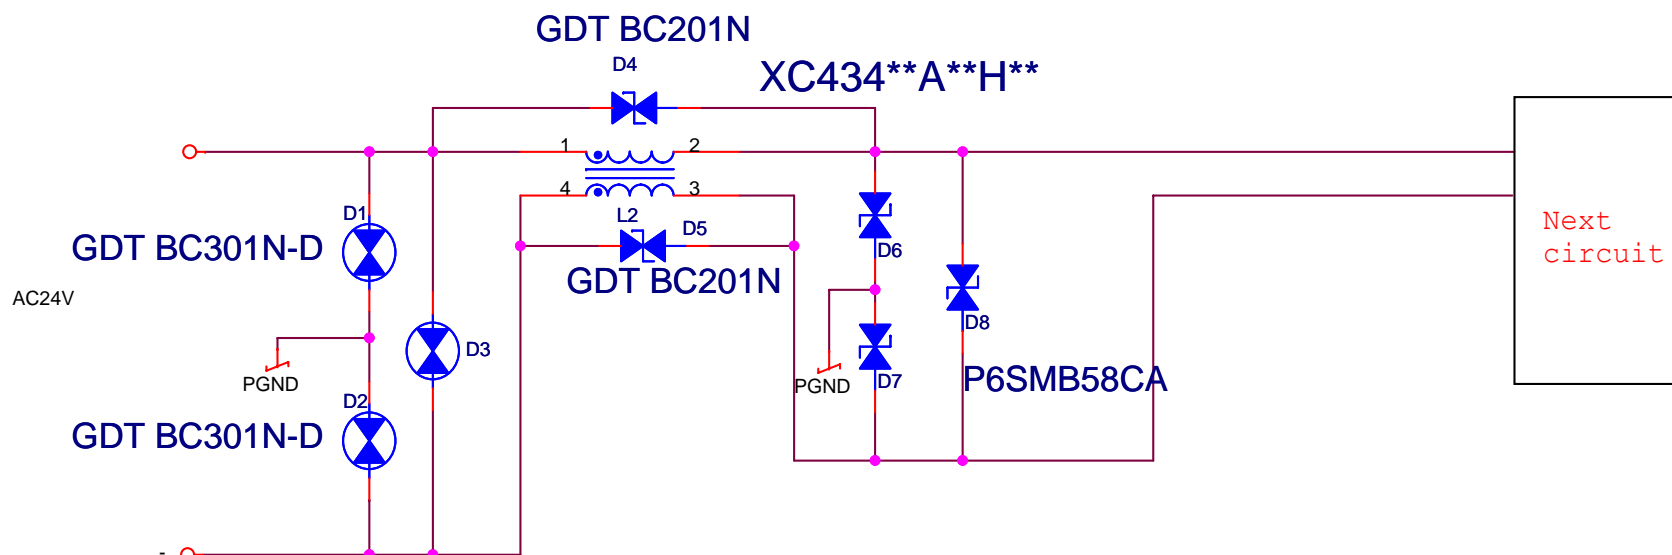 GDT BC201N
D4
XC434**A**H**
1
2
4
3
D1
L2
D5
GDT BC301N-D
D6
Next
circuit
GDT BC201N
AC24V
D8
D3
PGND
PGND
D7
P6SMB58CA
D2
GDT BC301N-D
-